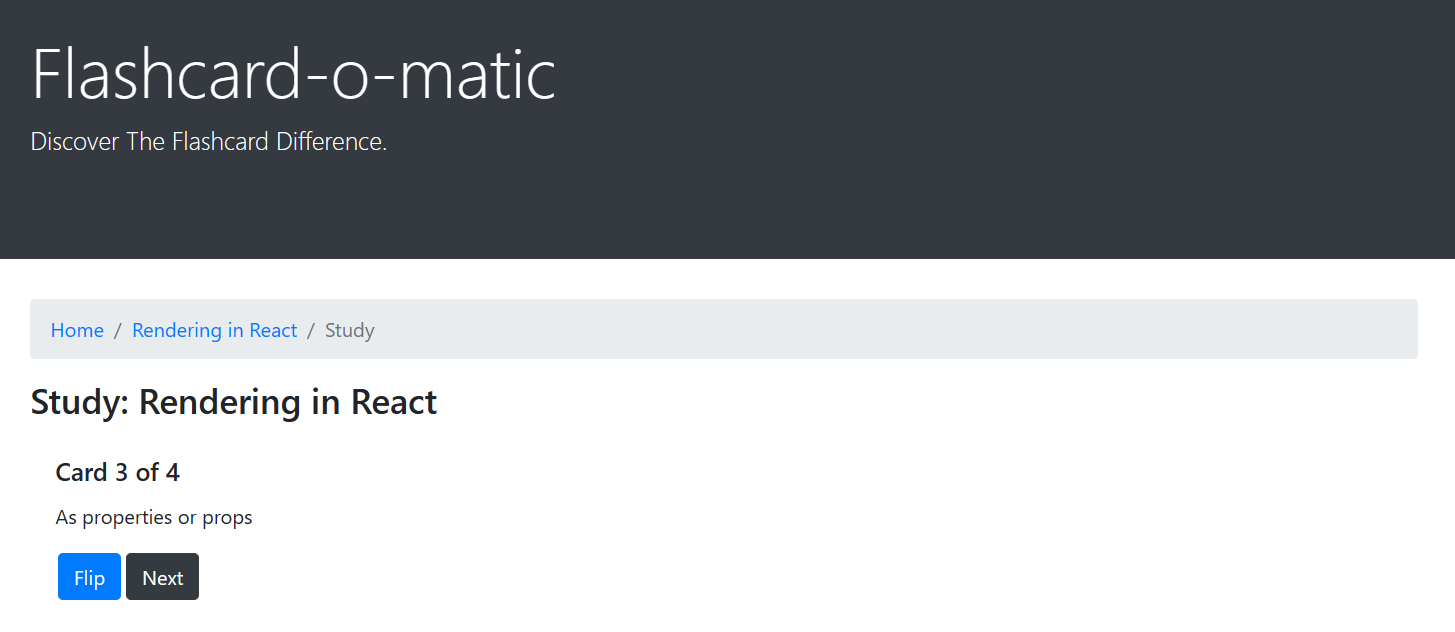 Flashcard-o-matic
Discover The Flashcard Difference.
Home / Rendering in React / Study
Study: Rendering in React
Card 3 of 4
As properties or props
Flip Next